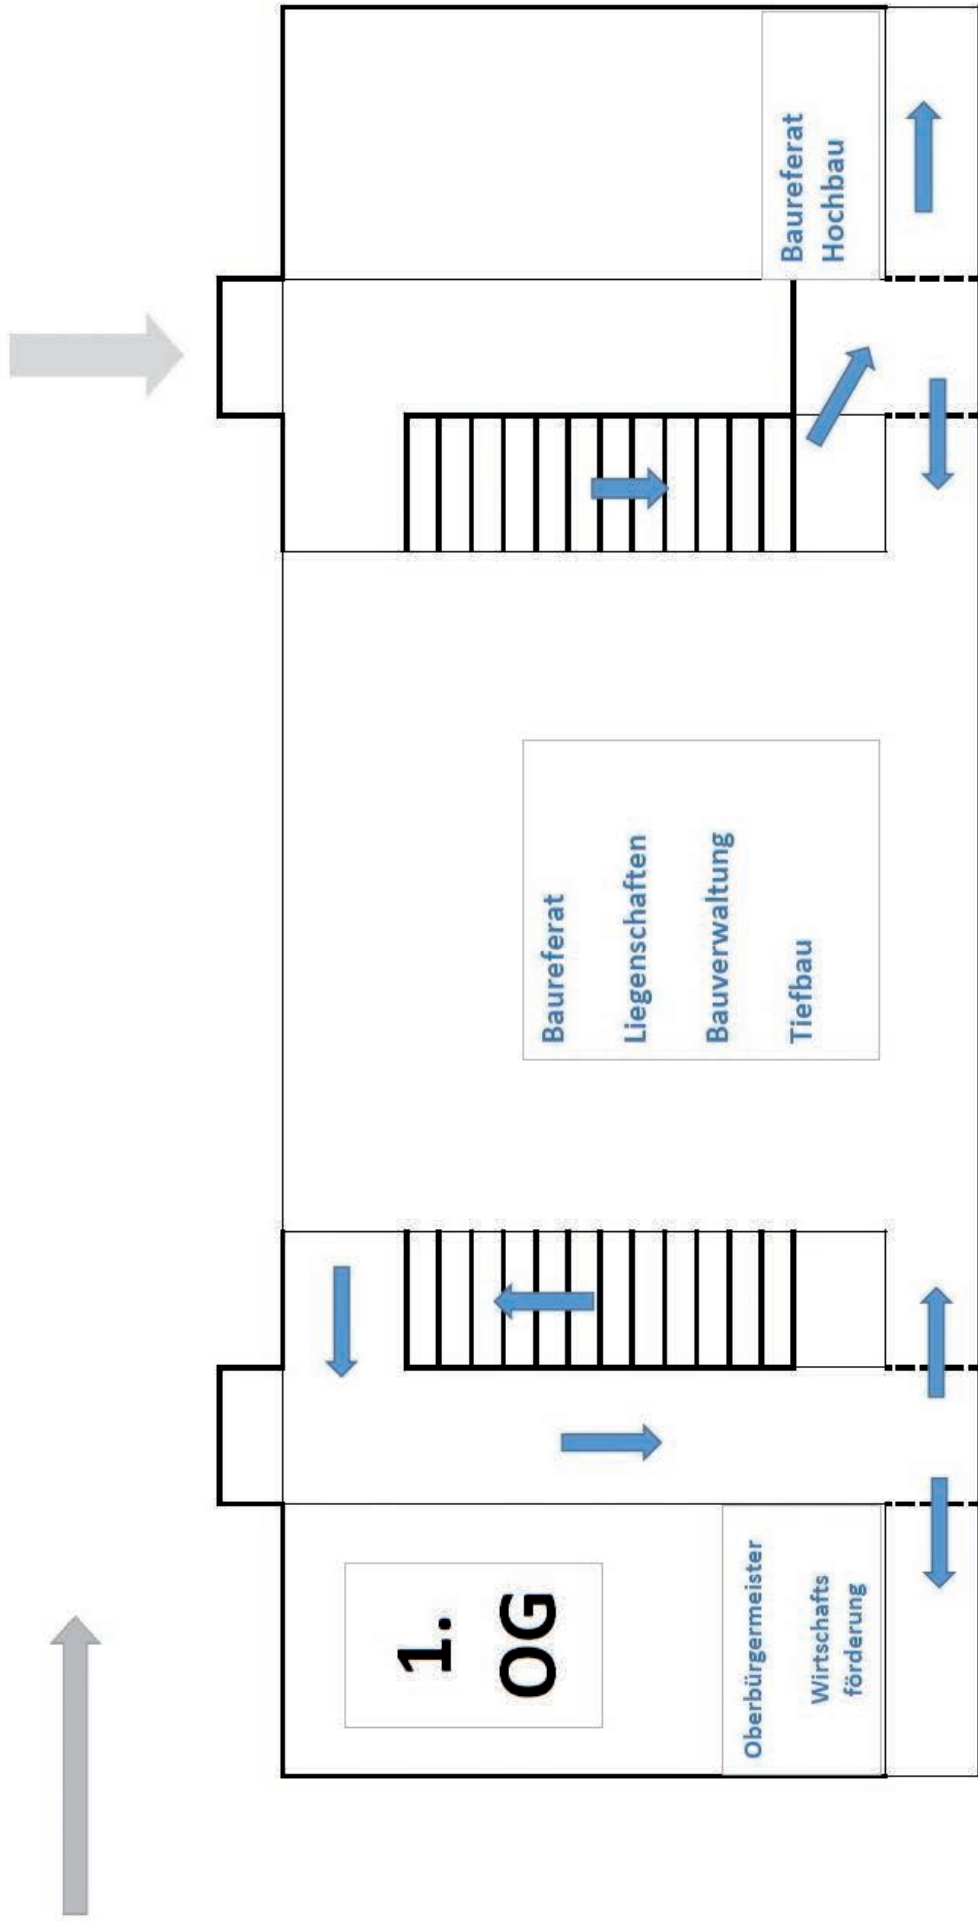 1.
OG
Oberbürgermeister
Wirtschafts
förderung
Baureferat
Liegenschaften
Bauverwaltung
Tiefbau
Baureferat
Hochbau